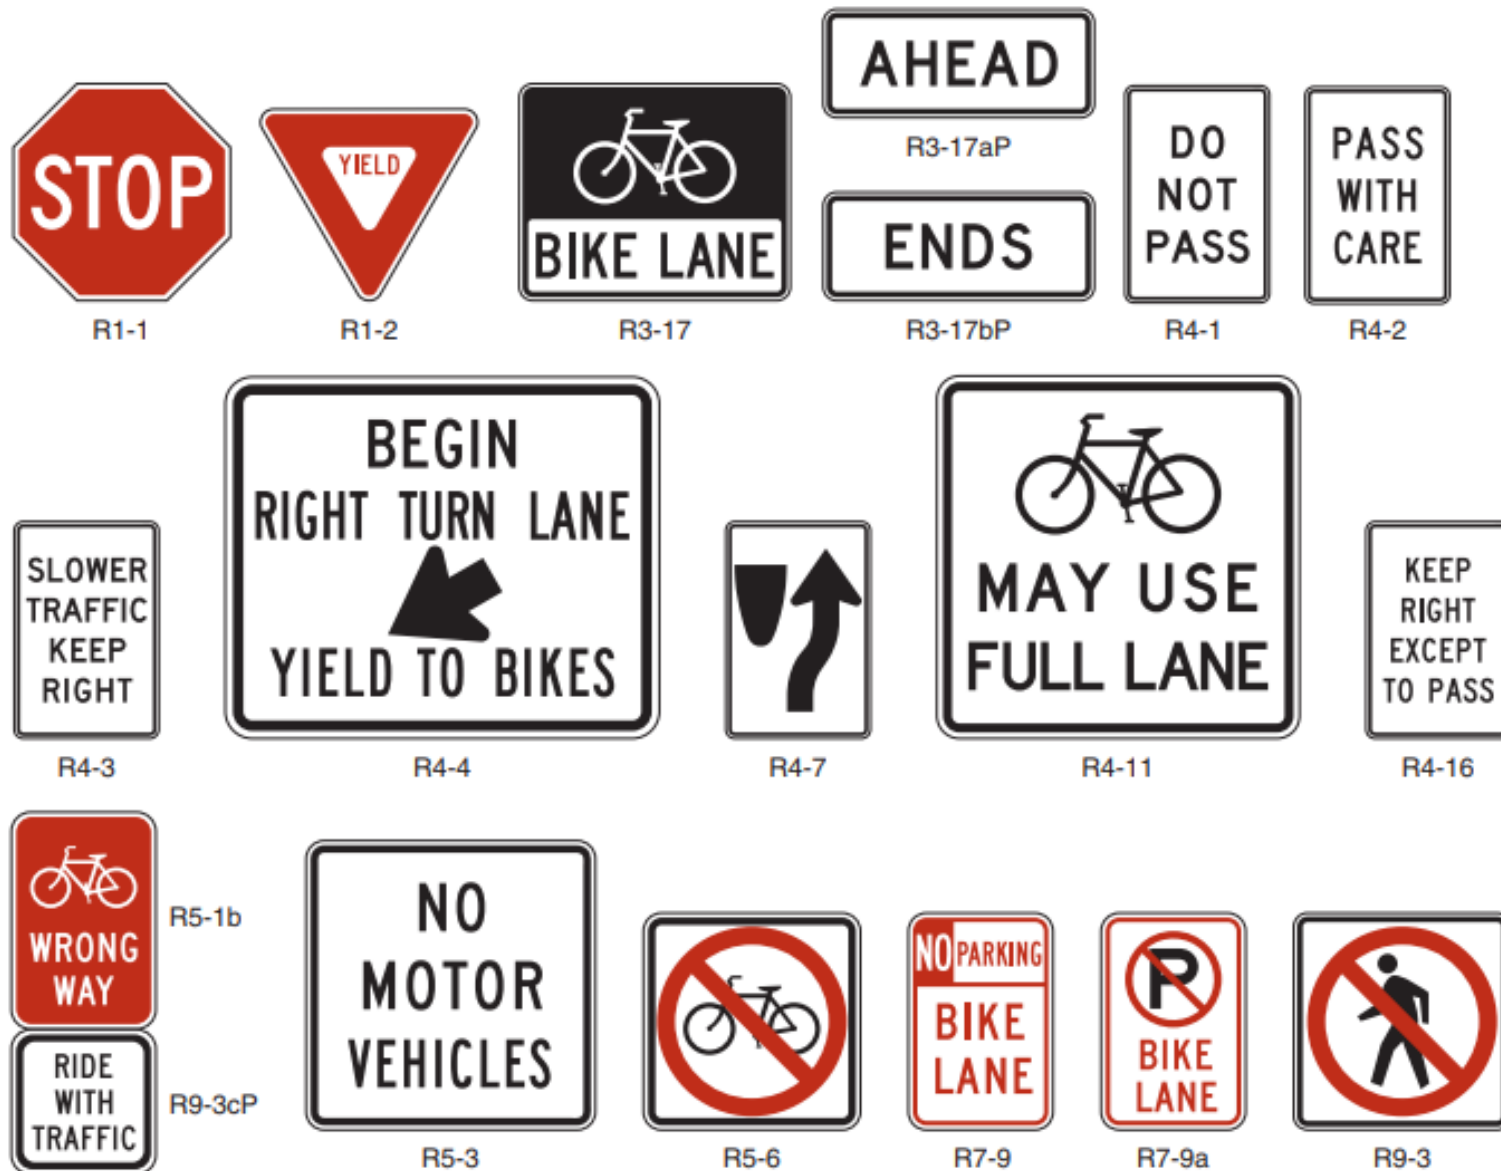 STOP
R1-1
YIELD
R1-2
BIKE LANE
R3-17
AHEAD
R3-17aP
ENDS
R3-17bP
DO
NOT
PASS
R4-1
PASS
WITH
CARE
R4-2
SLOWER
TRAFFIC
KEEP
RIGHT
R4-3
BEGIN
RIGHT TURN LANE
YIELD TO BIKES
R4-4
R4-7
MAY USE
FULL LANE
R4-11
KEEP
RIGHT
EXCEPT
TO PASS
R4-16
WRONG
WAY
R5-1b
RIDE
WITH
TRAFFIC
R9-3cP
NO
MOTOR
VEHICLES
R5-3
R5-6
NO PARKING
BIKE
LANE
R7-9
P
BIKE
LANE
R7-9a
R9-3